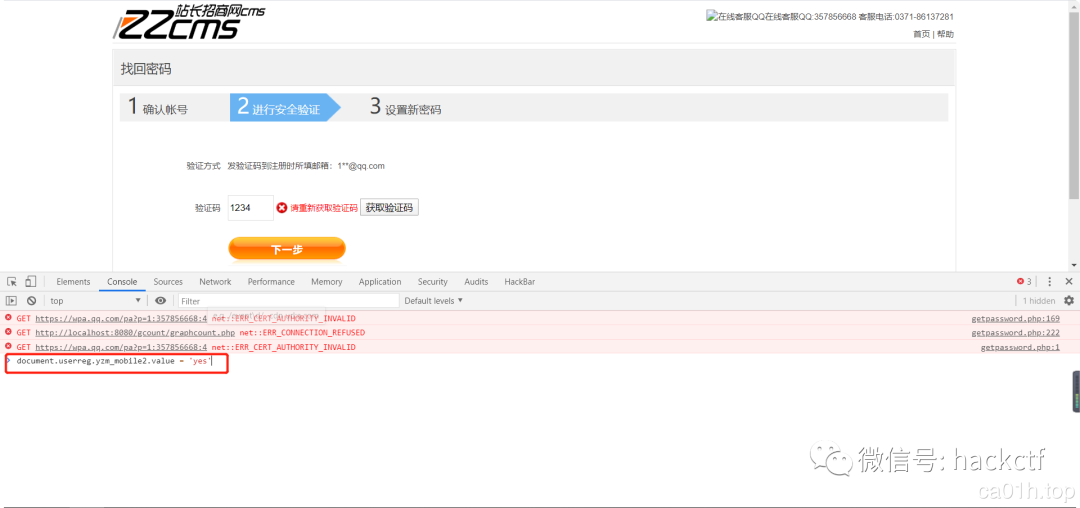 站长招商网cms
ZZCMS
在线客服QQ在线客服QQ:357856668 客服电话:0371-86137281
首页 | 帮助
找回密码
1 确认帐号 2 进行安全验证 3 设置新密码
验证方式 发验证码到注册时所填邮箱：1**@qq.com
验证码 1234 请重新获取验证码 获取验证码
下一步
Elements Console Sources Network Performance Memory Application Security Audits HackBar 3
top Filter Default levels 1 hidden
GET https://wpa.qq.com/pa?p=1:357856668:4 net::ERR_CERT_AUTHORITY_INVALID getpassword.php:169
GET http://localhost:8080/gcount/graphcount.php net::ERR_CONNECTION_REFUSED getpassword.php:222
GET https://wpa.qq.com/pa?p=1:357856668:4 net::ERR_CERT_AUTHORITY_INVALID getpassword.php:1
document.userreg.yzm_mobile2.value = 'yes'
微信号: hackctf
ca01h.top